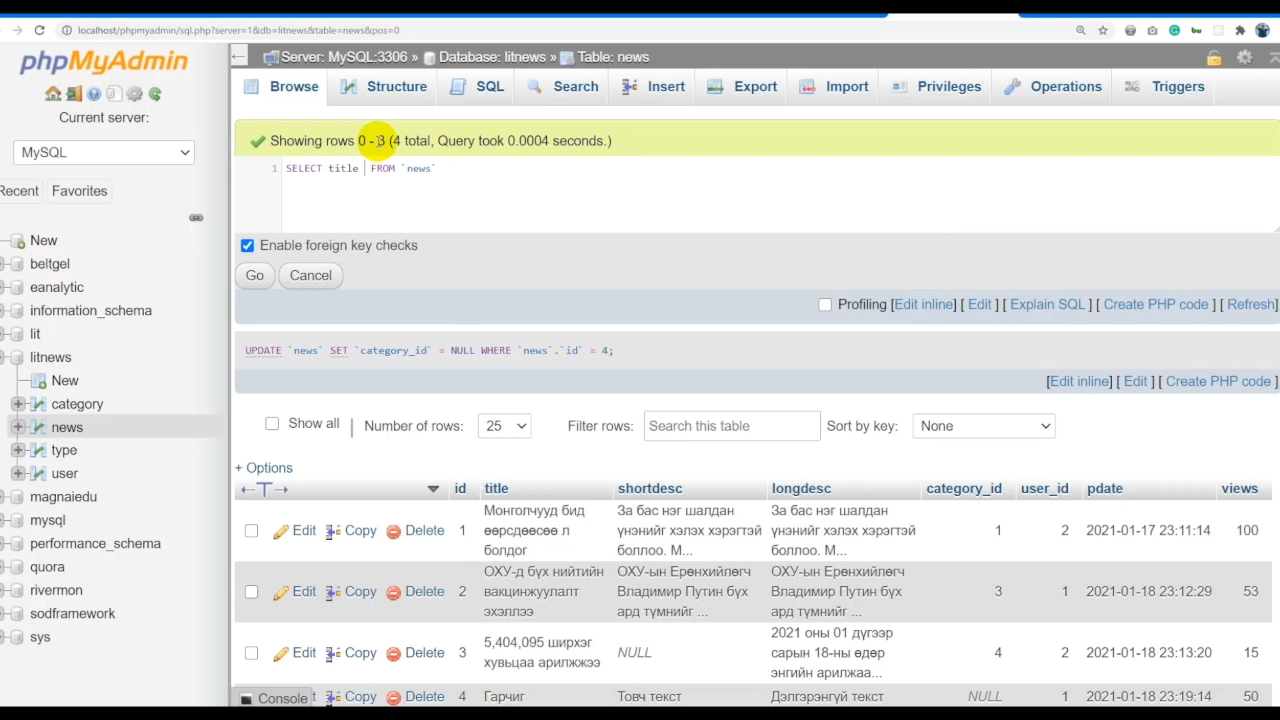 localhost/phpmyadmin/sql.php?server=1&db=litnews&table=news&pos=0
phpMyAdmin
Current server:
MySQL
Recent
Favorites
New
beltgel
eanalytic
information_schema
lit
litnews
New
category
news
type
user
magnaiedu
mysql
performance_schema
quora
rivermon
sodframework
sys
Server: MySQL:3306 » Database: litnews » Table: news
Browse Structure SQL Search Insert Export Import Privileges Operations Triggers
Showing rows 0 - 3 (4 total, Query took 0.0004 seconds.)
1 SELECT title FROM `news`
Enable foreign key checks
Go Cancel
Profiling [Edit inline] [ Edit ] [ Explain SQL ] [ Create PHP code ] [ Refresh]
UPDATE `news` SET `category_id` = NULL WHERE `news`.`id` = 4;
[Edit inline] [ Edit ] [ Create PHP code ]
Show all Number of rows: 25 Filter rows: Search this table Sort by key: None
+ Options
←T→ id title shortdesc longdesc category_id user_id pdate views
Edit Copy Delete 1 Монголчууд бид өөрсдөөсөө л болдог За бас нэг шалдан үнэнийг хэлэх хэрэгтэй боллоо. М... За бас нэг шалдан үнэнийг хэлэх хэрэгтэй боллоо. М... 1 2 2021-01-17 23:11:14 100
Edit Copy Delete 2 ОХУ-д бүх нийтийн вакцинжуулалт эхэллээ ОХУ-ын Ерөнхийлөгч Владимир Путин бүх ард түмнийг ... ОХУ-ын Ерөнхийлөгч Владимир Путин бүх ард түмнийг ... 3 1 2021-01-18 23:12:29 53
Edit Copy Delete 3 5,404,095 ширхэг хувьцаа арилжжээ NULL 2021 оны 01 дүгээр сарын 18-ны өдөр энгийн арилжаа... 4 2 2021-01-18 23:13:20 15
Copy Delete 4 Гарчиг Товч текст Дэлгэрэнгүй текст NULL 1 2021-01-18 23:19:14 50
Console